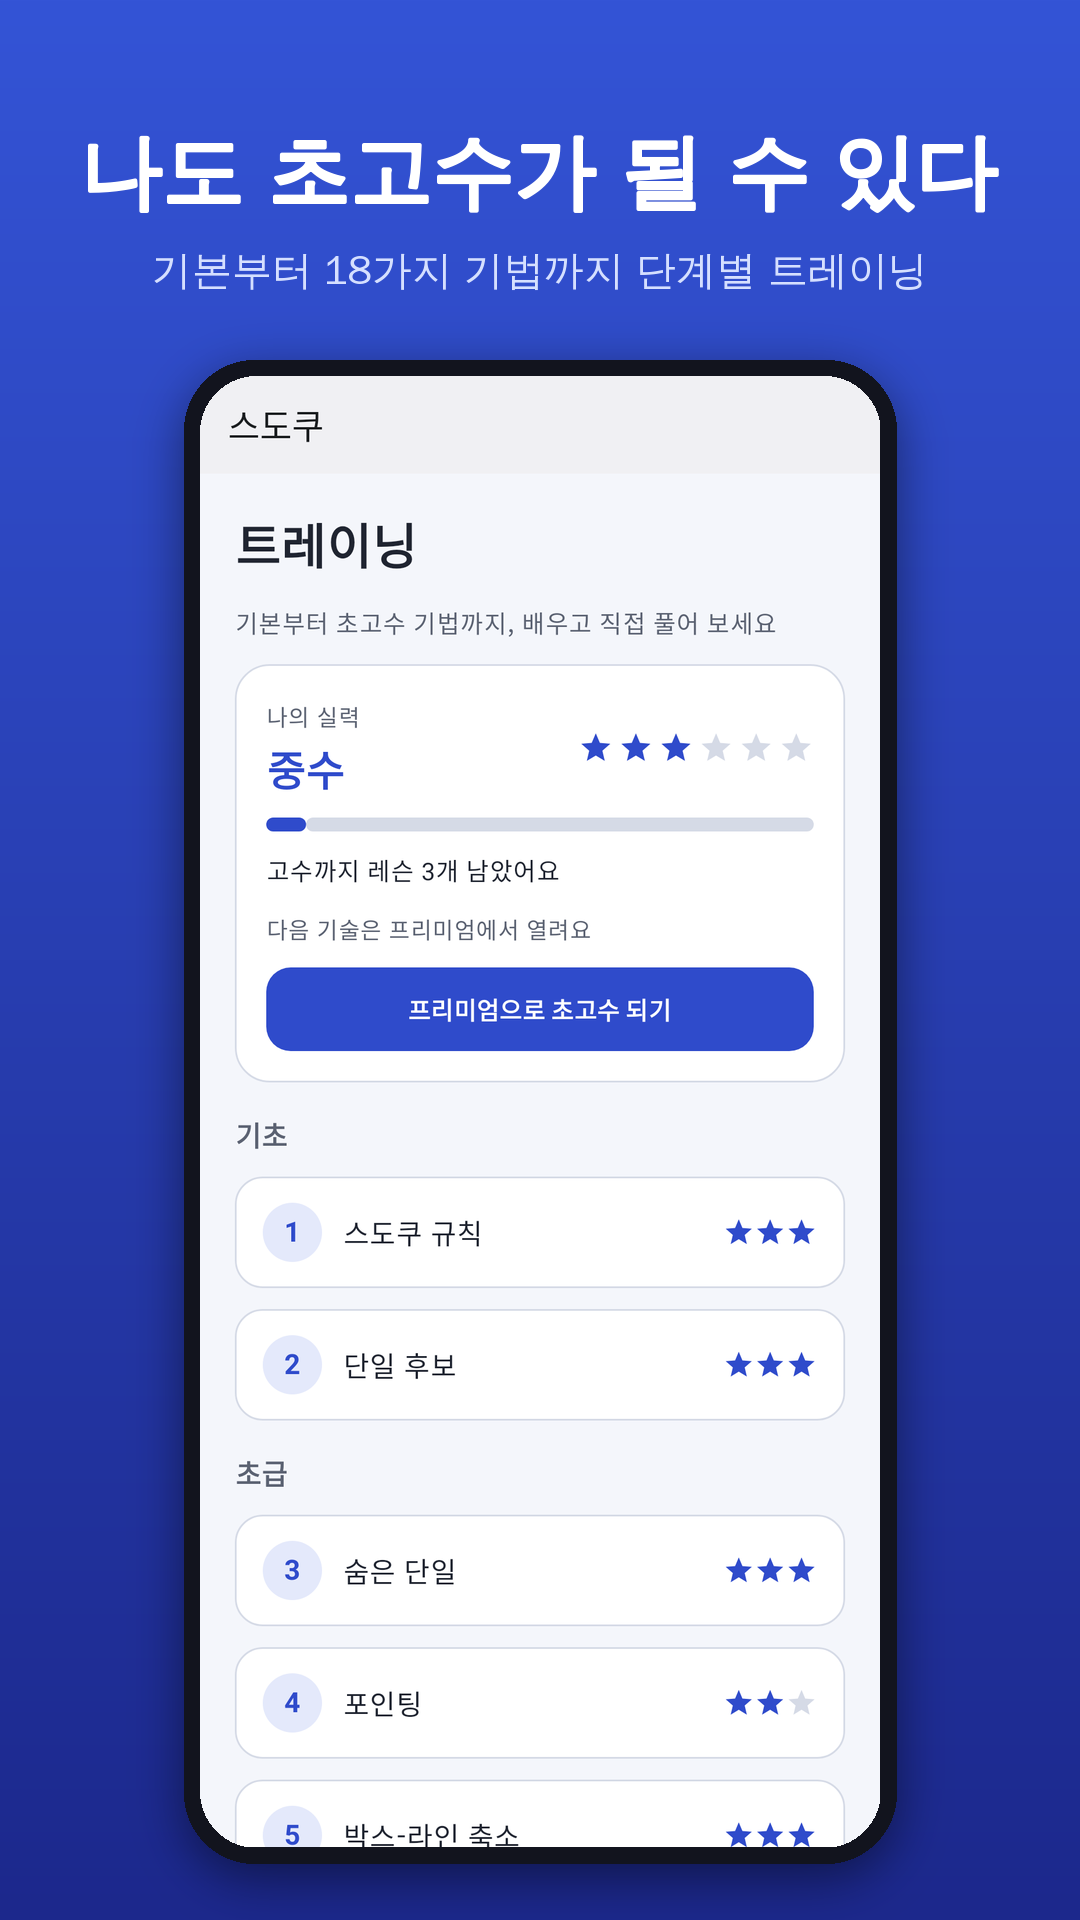 나도 초고수가 될 수 있다
기본부터 18가지 기법까지 단계별 트레이닝
스도쿠
트레이닝
기본부터 초고수 기법까지, 배우고 직접 풀어 보세요
나의 실력
중수
고수까지 레슨 3개 남았어요
다음 기술은 프리미엄에서 열려요
프리미엄으로 초고수 되기
기초
1 스도쿠 규칙
2 단일 후보
초급
3 숨은 단일
4 포인팅
5 박스-라인 축소